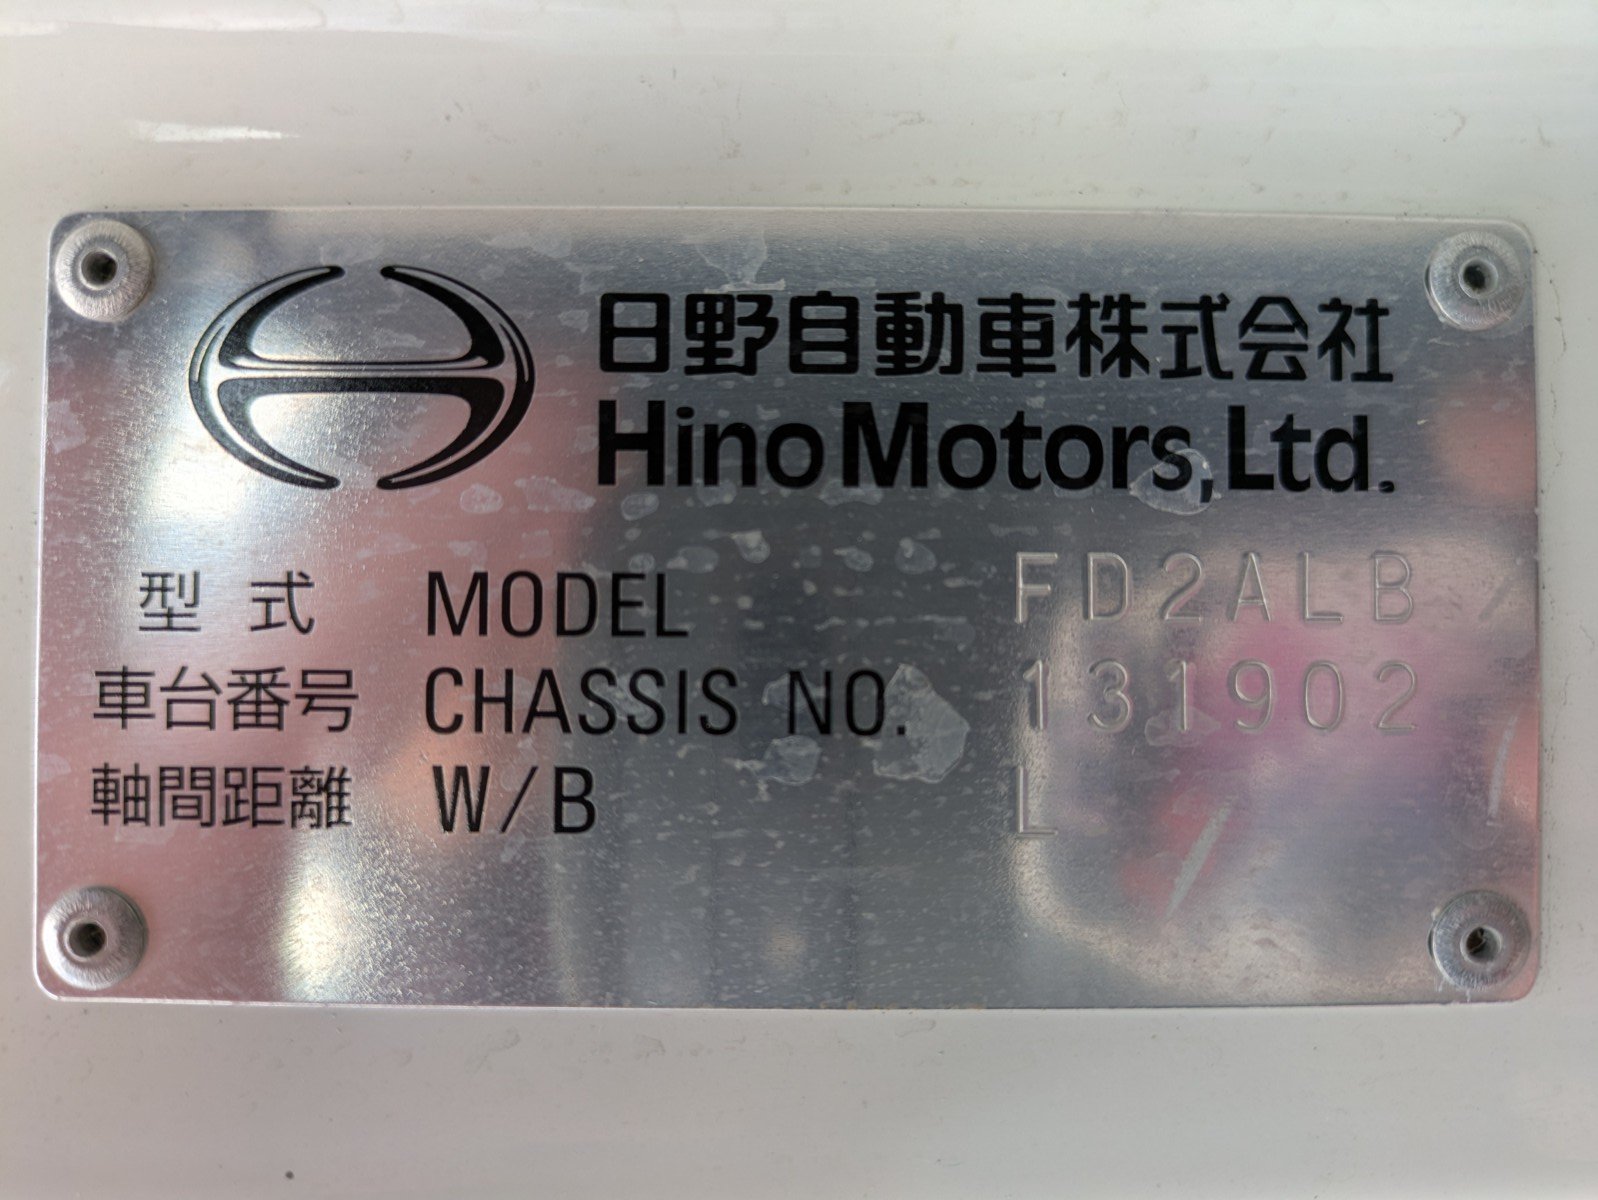 日野自動車株式会社
Hino Motors, Ltd.
型式 MODEL FD2ALB
車台番号 CHASSIS NO. 131902
軸間距離 W/B L